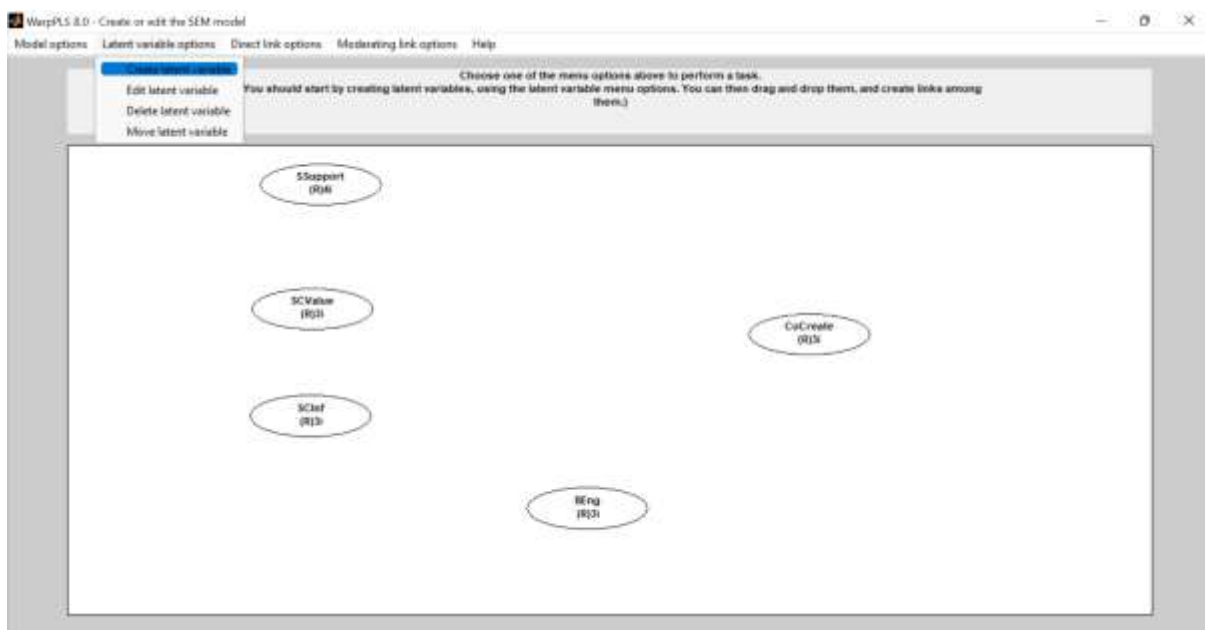 WarpPLS 8.0 - Create or edit the SEM model
Model options Latent variable options Direct link options Moderating link options Help
Create latent variable
Edit latent variable
Delete latent variable
Move latent variable
Choose one of the menu options above to perform a task.
You should start by creating latent variables, using the latent variable menu options. You can then drag and drop them, and create links among
them.)
SSupport
(R)4i
SCValue
(R)3i
CoCreate
(R)5i
SCInf
(R)3i
BEng
(R)3i